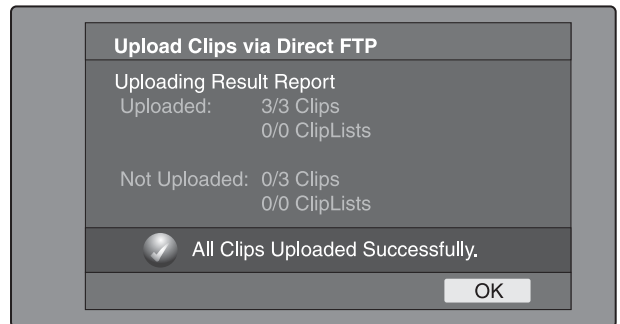 Upload Clips via Direct FTP
Uploading Result Report
Uploaded: 3/3 Clips
0/0 ClipLists
Not Uploaded: 0/3 Clips
0/0 ClipLists
All Clips Uploaded Successfully.
OK